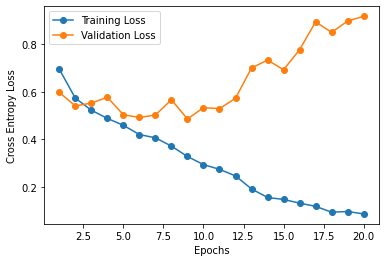 Training Loss
Validation Loss
0.8
0.6
0.4
0.2
Cross Entropy Loss
2.5 5.0 7.5 10.0 12.5 15.0 17.5 20.0
Epochs